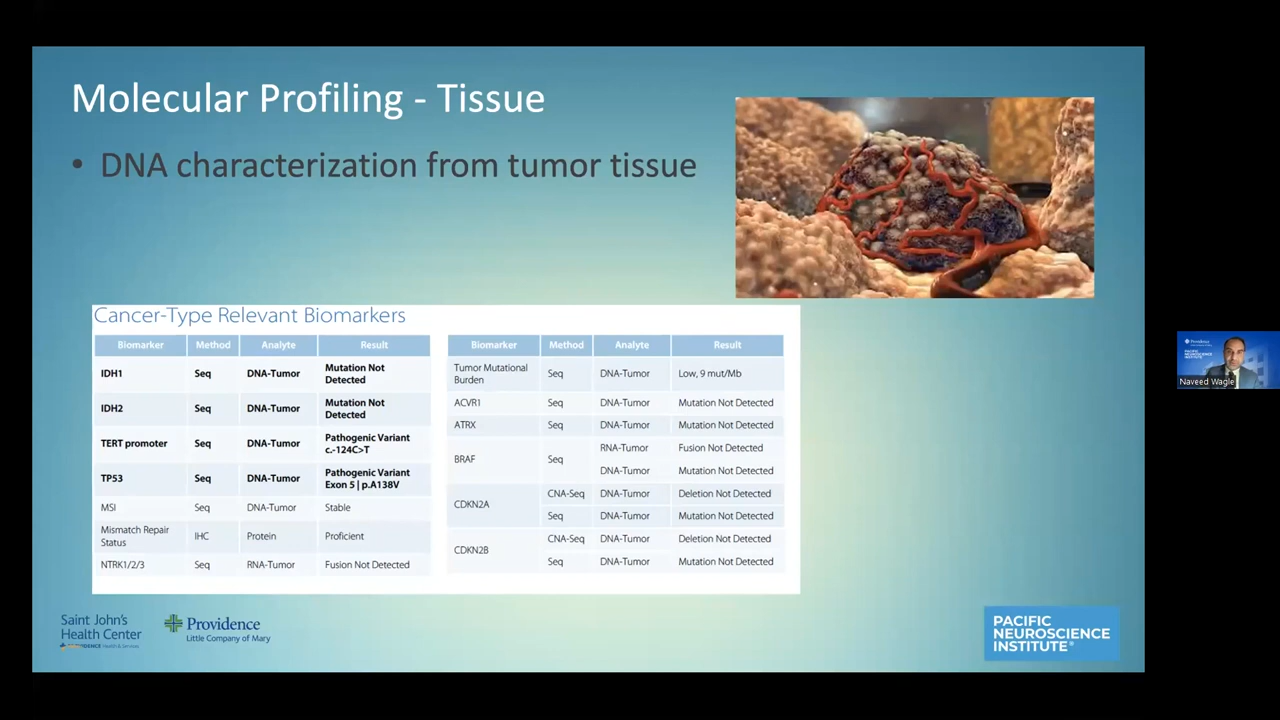 Molecular Profiling - Tissue
• DNA characterization from tumor tissue
Cancer-Type Relevant Biomarkers
Biomarker Method Analyte Result
IDH1 Seq DNA-Tumor Mutation Not
Detected
IDH2 Seq DNA-Tumor Mutation Not
Detected
TERT promoter Seq DNA-Tumor Pathogenic Variant
c.-124C>T
TP53 Seq DNA-Tumor Pathogenic Variant
Exon 5 | p.A138V
MSI Seq DNA-Tumor Stable
Mismatch Repair
Status IHC Protein Proficient
NTRK1/2/3 Seq RNA-Tumor Fusion Not Detected
Biomarker Method Analyte Result
Tumor Mutational
Burden Seq DNA-Tumor Low, 9 mut/Mb
ACVR1 Seq DNA-Tumor Mutation Not Detected
ATRX Seq DNA-Tumor Mutation Not Detected
BRAF Seq RNA-Tumor Fusion Not Detected
DNA-Tumor Mutation Not Detected
CDKN2A CNA-Seq DNA-Tumor Deletion Not Detected
Seq DNA-Tumor Mutation Not Detected
CDKN2B CNA-Seq DNA-Tumor Deletion Not Detected
Seq DNA-Tumor Mutation Not Detected
Saint John's
Health Center
Providence
Little Company of Mary
PACIFIC
NEUROSCIENCE
INSTITUTE®
Providence
PACIFIC
NEUROSCIENCE
INSTITUTE
Naveed Wagle